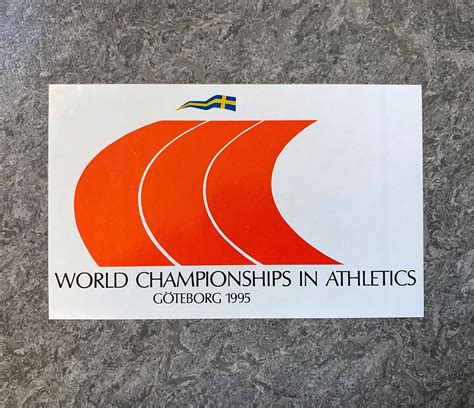 WORLD CHAMPIONSHIPS IN ATHLETICS
GÖTEBORG 1995